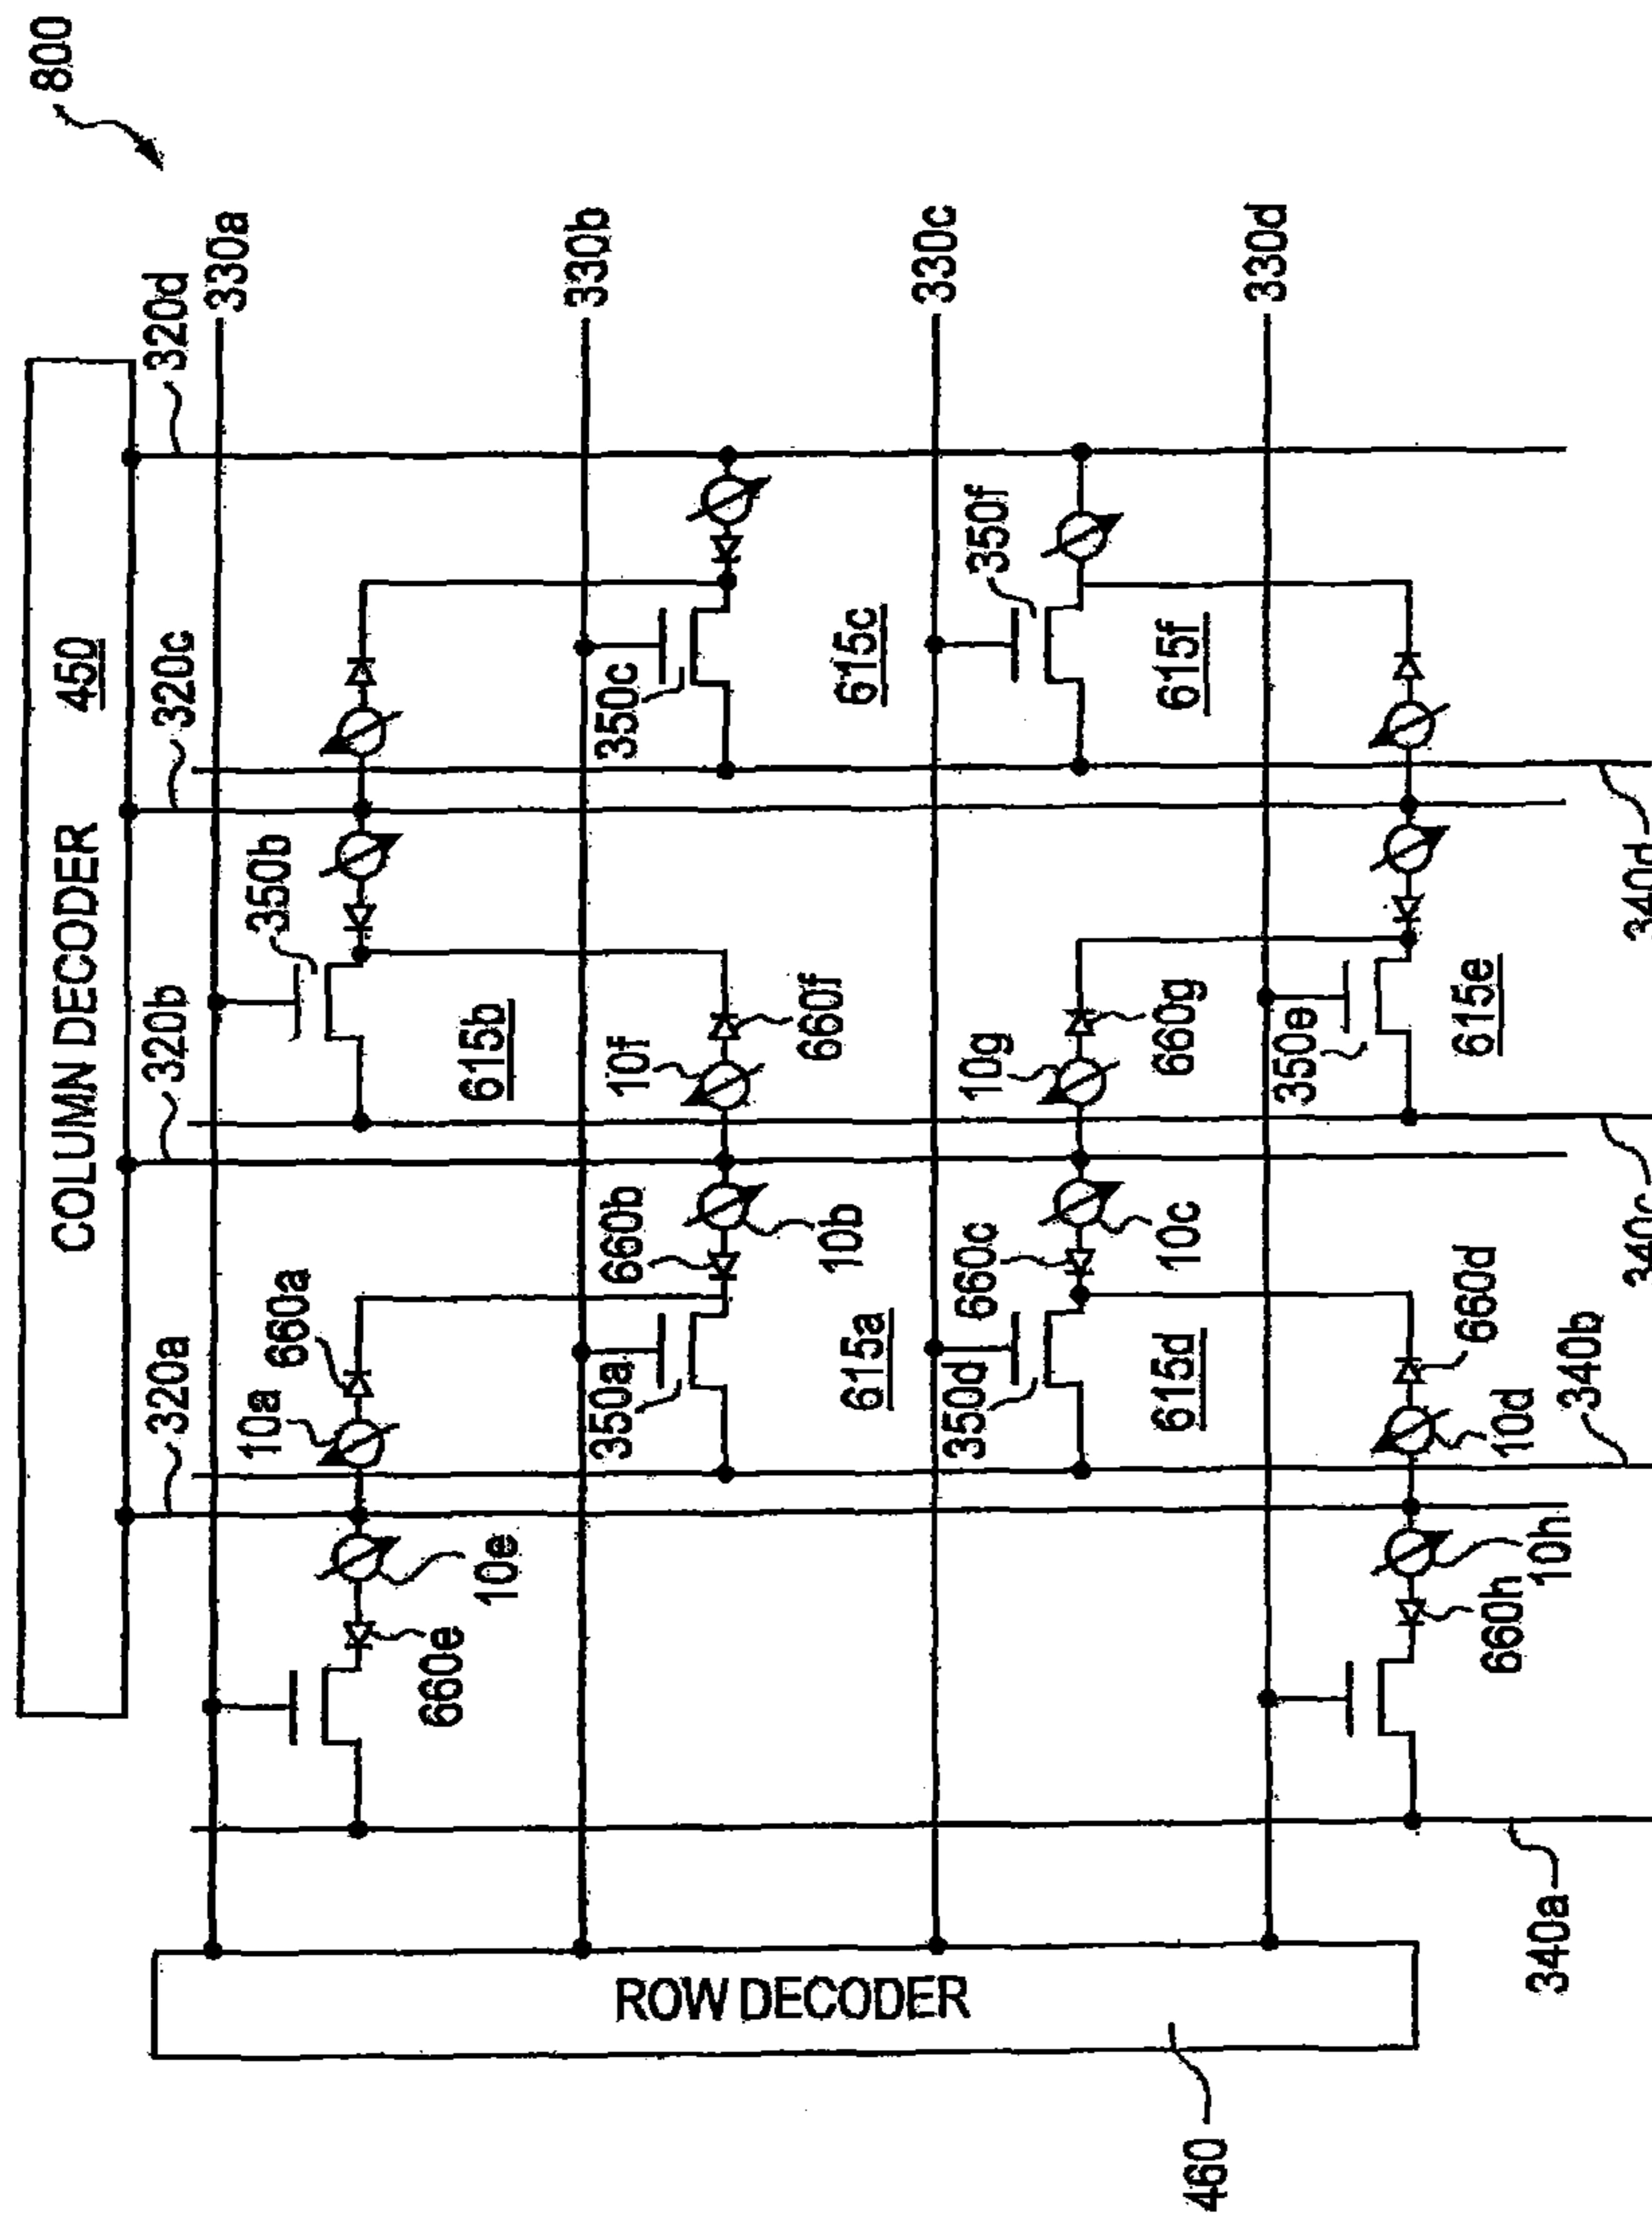 800
COLUMN DECODER 450
320a
320b
320c
320d
330a
330b
330c
330d
350b
10a
660a
10e
660e
615b
350a
660b
10b
10f
660f
350c
615a
615c
350d
660c
10c
10g
660g
350f
615d
615f
350e
615e
10d
660d
10h
660h
340a
340b
340c
340d
ROW DECODER
460